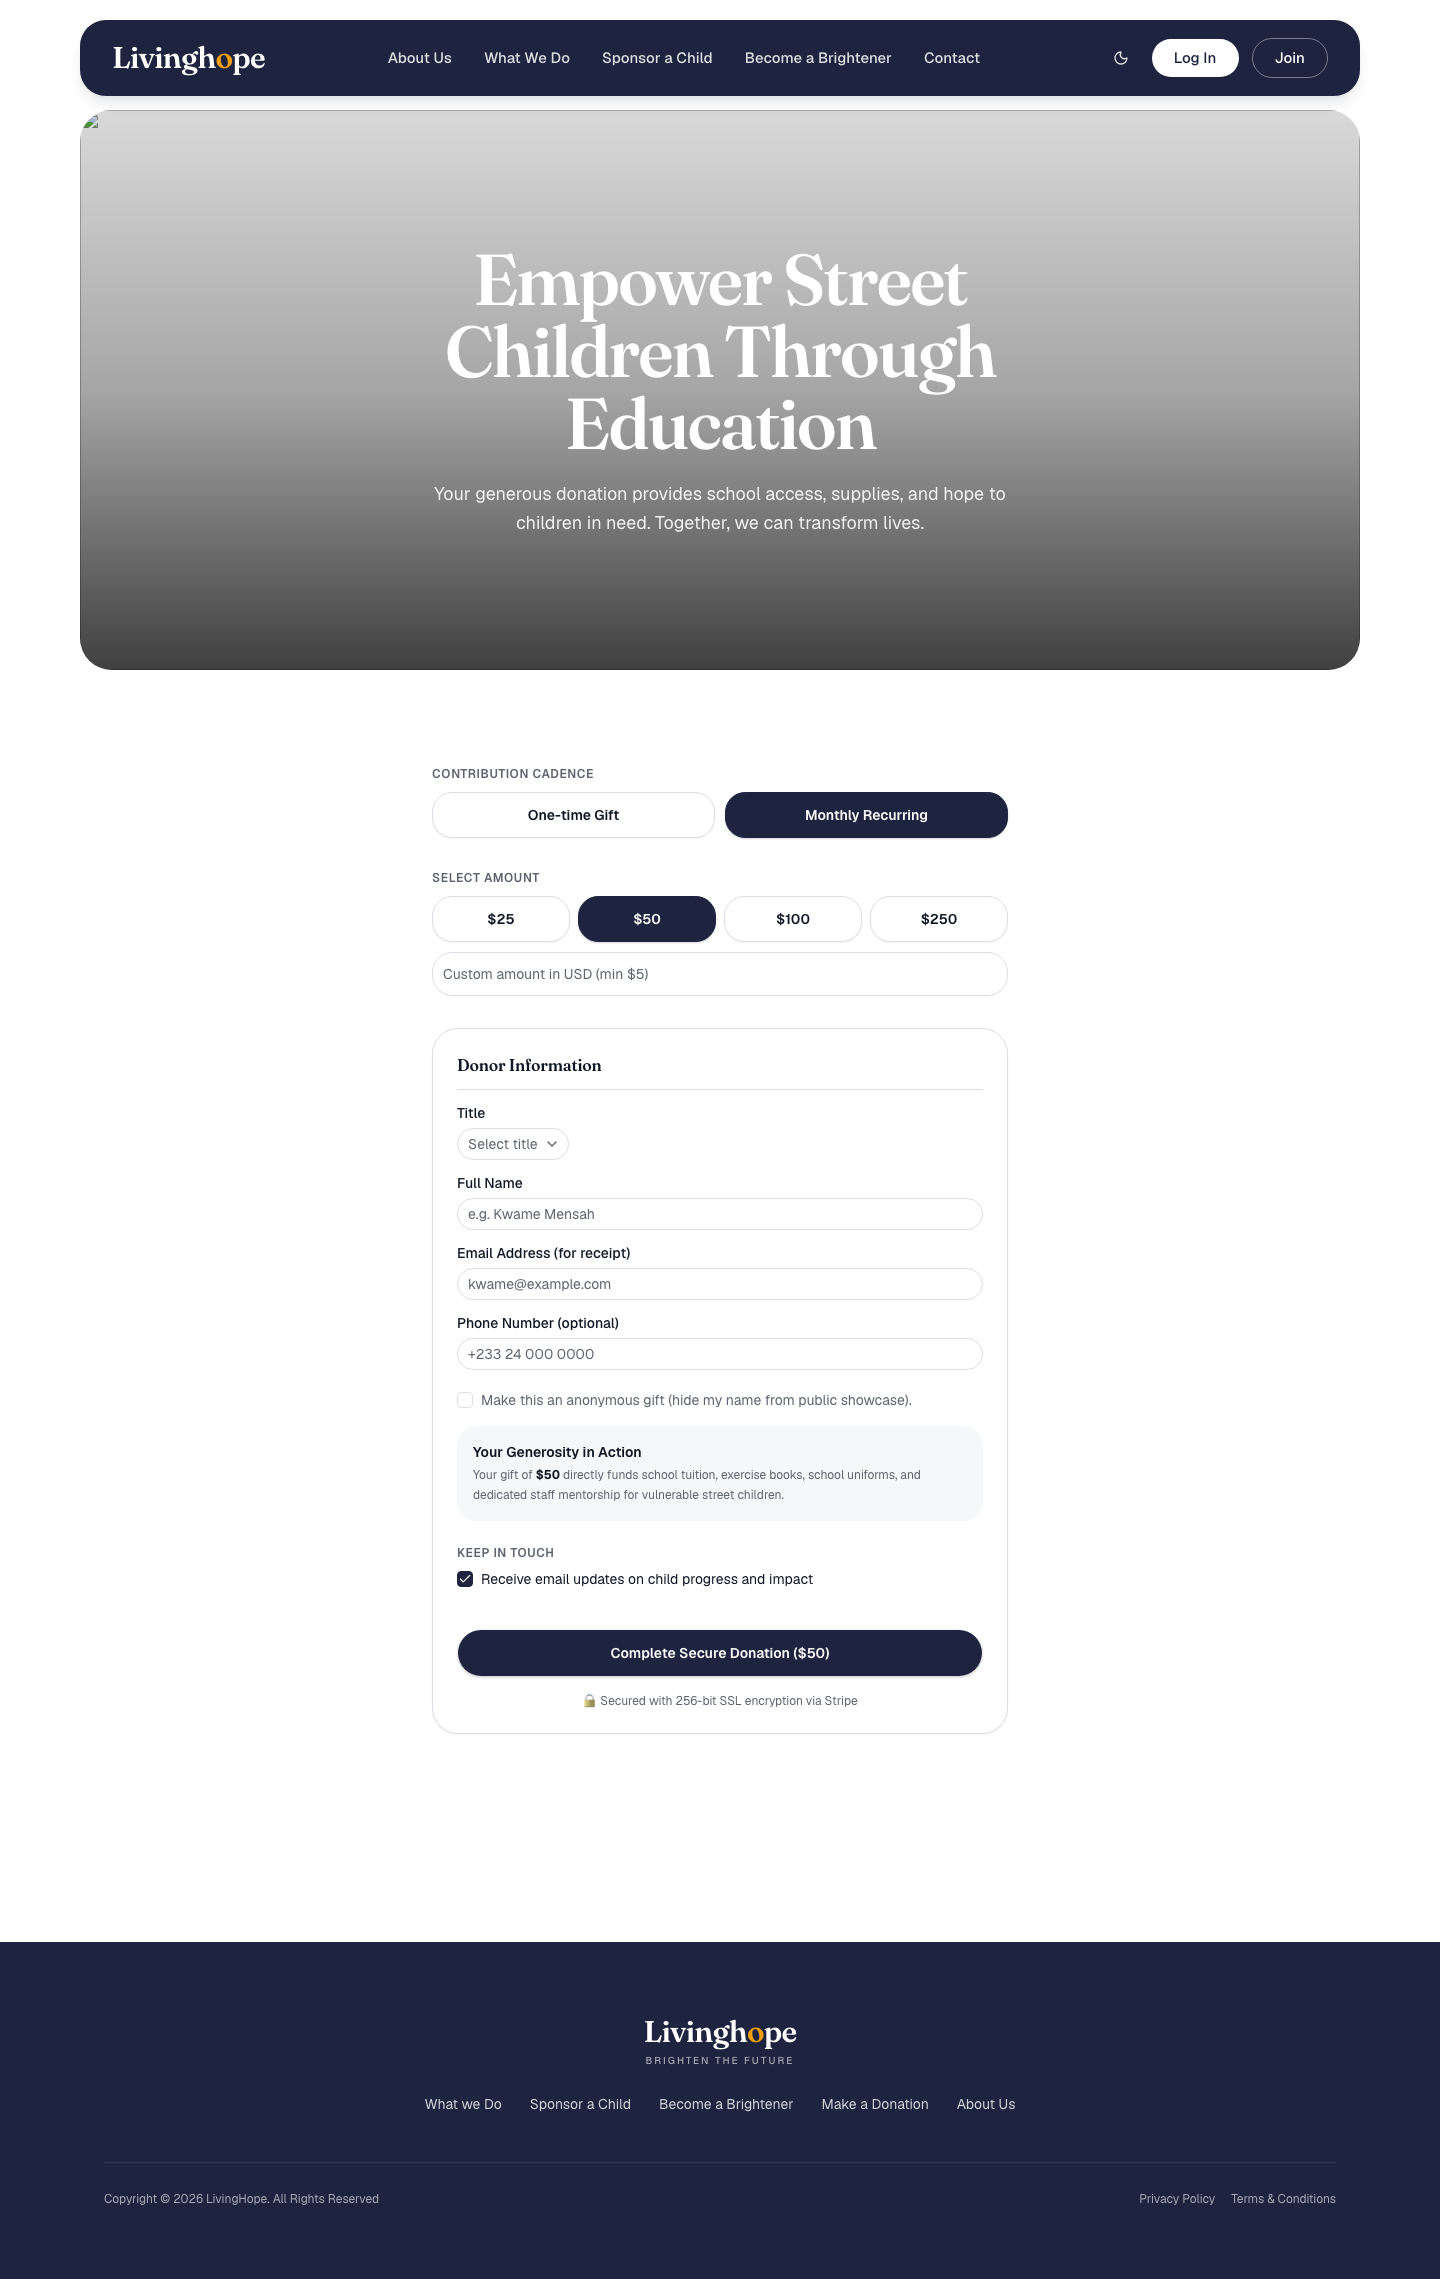 Livinghope
About Us
What We Do
Sponsor a Child
Become a Brightener
Contact
Log In
Join
Empower Street
Children Through
Education
Your generous donation provides school access, supplies, and hope to
children in need. Together, we can transform lives.
CONTRIBUTION CADENCE
One-time Gift
Monthly Recurring
SELECT AMOUNT
$25
$50
$100
$250
Custom amount in USD (min $5)
Donor Information
Title
Select title
Full Name
e.g. Kwame Mensah
Email Address (for receipt)
kwame@example.com
Phone Number (optional)
+233 24 000 0000
Make this an anonymous gift (hide my name from public showcase).
Your Generosity in Action
Your gift of $50 directly funds school tuition, exercise books, school uniforms, and
dedicated staff mentorship for vulnerable street children.
KEEP IN TOUCH
Receive email updates on child progress and impact
Complete Secure Donation ($50)
🔒 Secured with 256-bit SSL encryption via Stripe
Livinghope
BRIGHTEN THE FUTURE
What we Do
Sponsor a Child
Become a Brightener
Make a Donation
About Us
Copyright © 2026 LivingHope. All Rights Reserved
Privacy Policy
Terms & Conditions